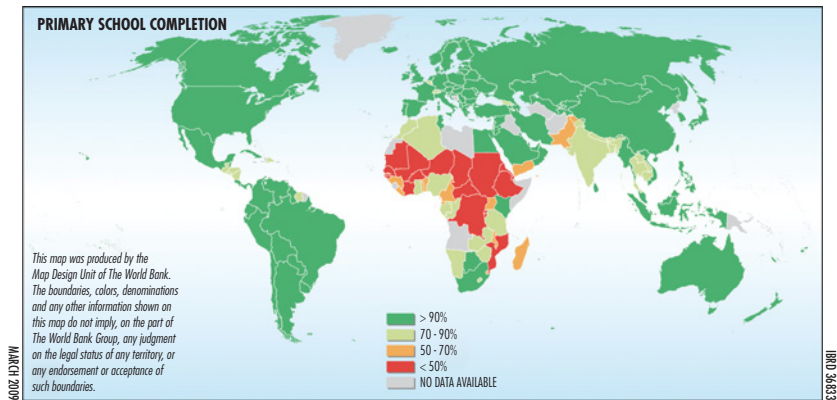 PRIMARY SCHOOL COMPLETION
This map was produced by the
Map Design Unit of The World Bank.
The boundaries, colors, denominations
and any other information shown on
this map do not imply, on the part of
The World Bank Group, any judgment
on the legal status of any territory, or
any endorsement or acceptance of
such boundaries.
> 90%
70 - 90%
50 - 70%
< 50%
NO DATA AVAILABLE
MARCH 2009
IBRD 36833